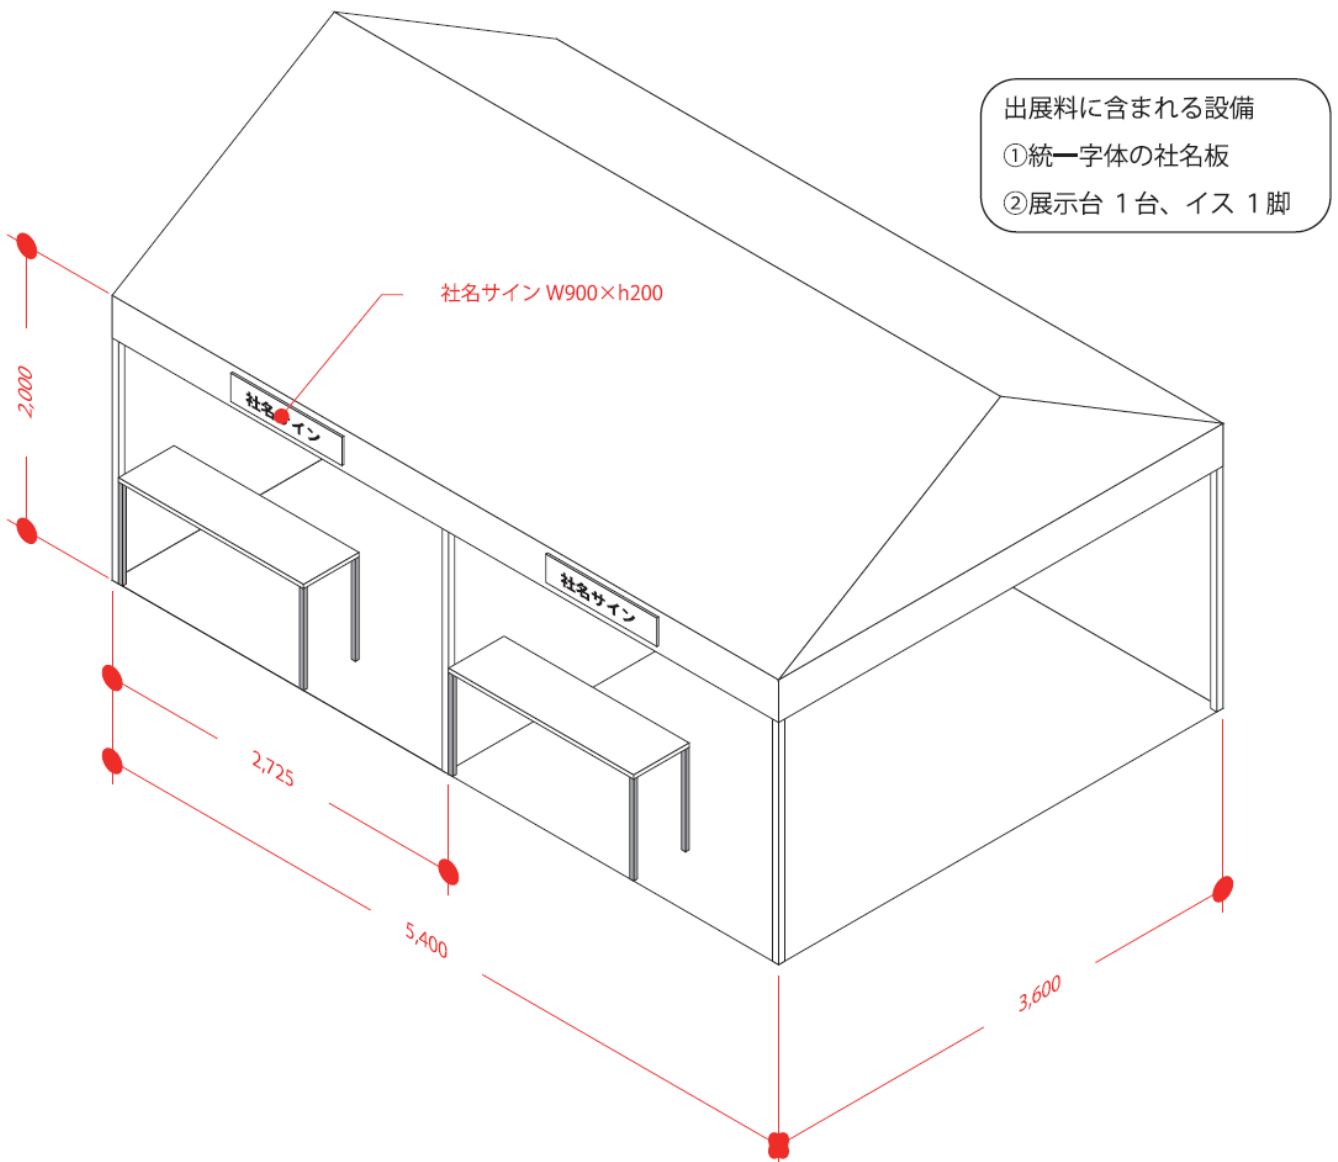 出展料に含まれる設備
①統一字体の社名板
②展示台 1台、イス 1脚
社名サイン W900×h200
2,000
社名サイン
社名サイン
2,725
5,400
3,600